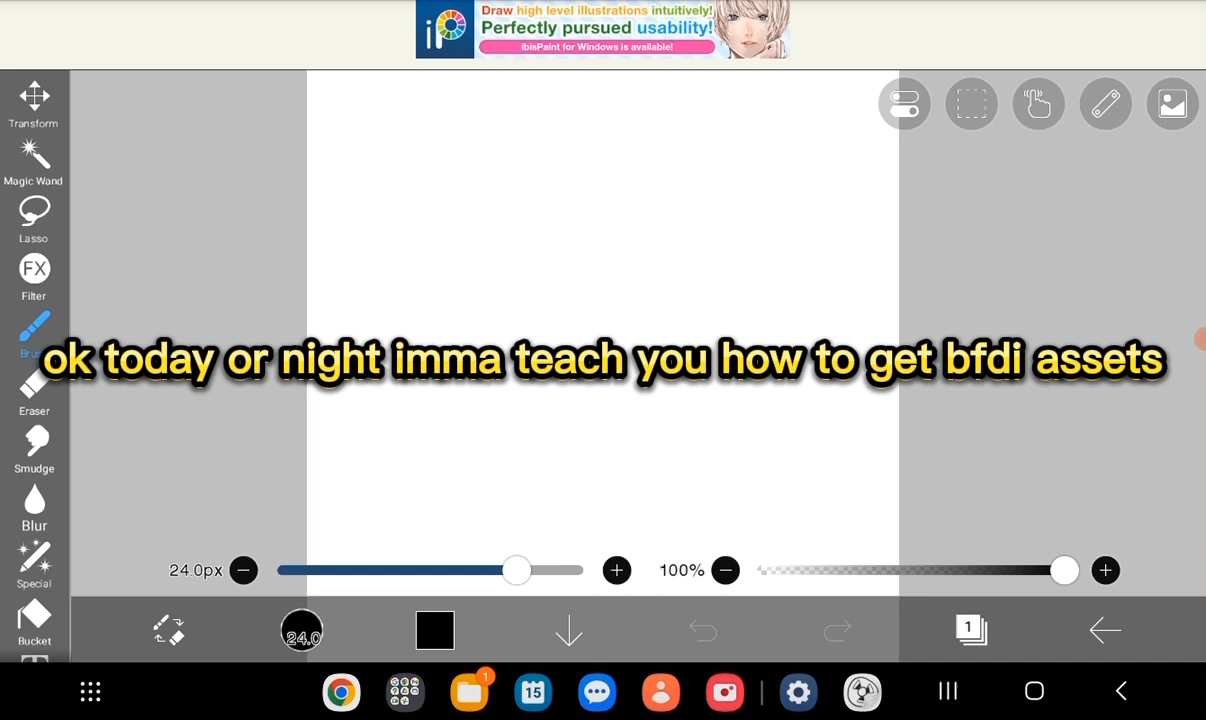 Draw high level illustrations intuitively!
Perfectly pursued usability!
ibisPaint for Windows is available!
iP
Transform
Magic Wand
Lasso
FX
Filter
ok today or night imma teach you how to get bfdi assets
Eraser
Smudge
Blur
24.0px
100%
Special
Bucket
24.0
1
1
15